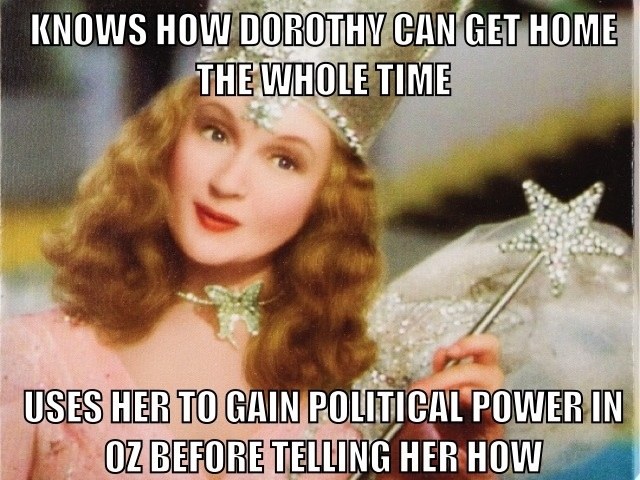 KNOWS HOW DOROTHY CAN GET HOME
THE WHOLE TIME
USES HER TO GAIN POLITICAL POWER IN
OZ BEFORE TELLING HER HOW